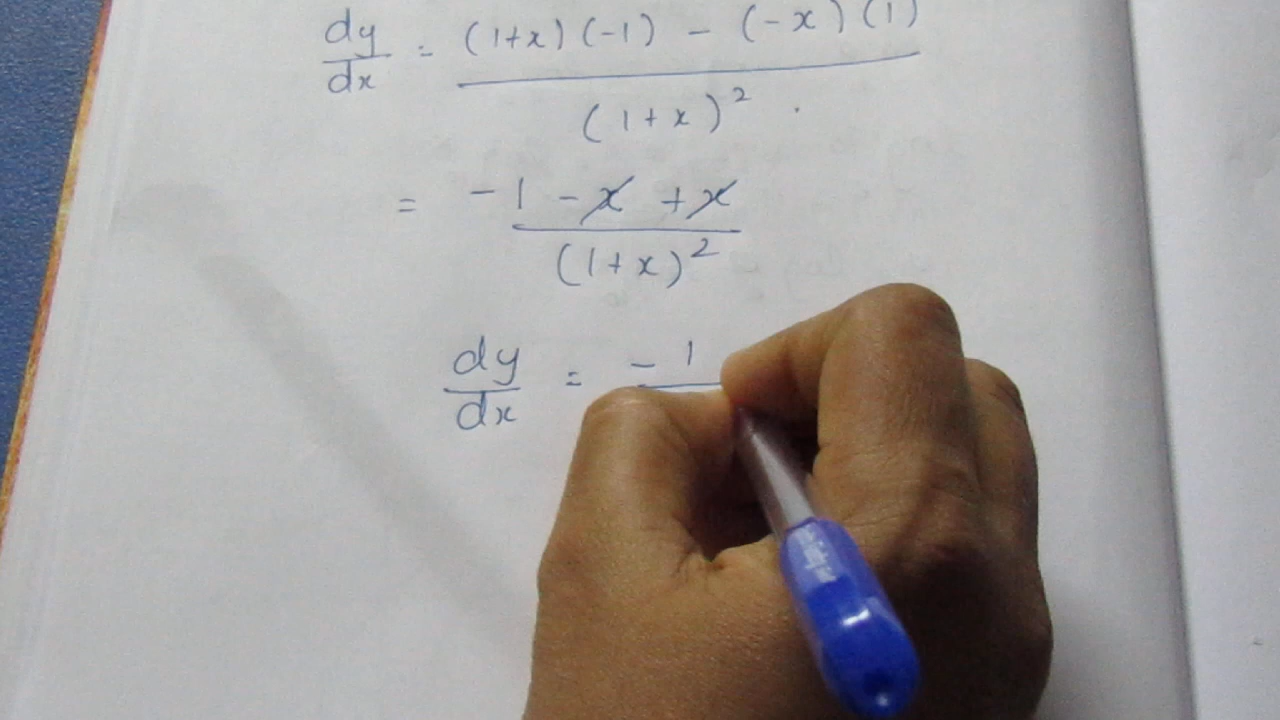 dy/dx = (1+x)(-1) - (-x)(1) / (1+x)² .
= -1 - x + x / (1+x)²
dy/dx = -1